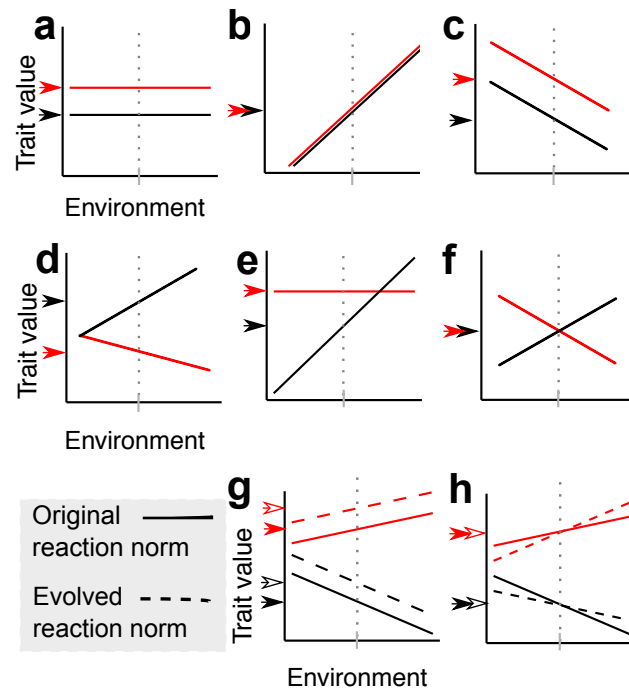 a
b
c
Trait value
Environment
d
e
f
Trait value
Environment
g
h
Original
reaction norm
Evolved
reaction norm
Trait value
Environment